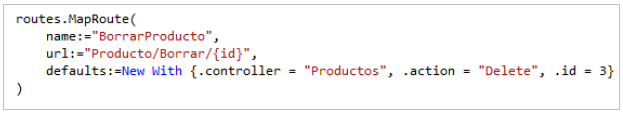 routes.MapRoute(
    name:="BorrarProducto",
    url:="Producto/Borrar/{id}",
    defaults:=New With {.controller = "Productos", .action = "Delete", .id = 3}
)